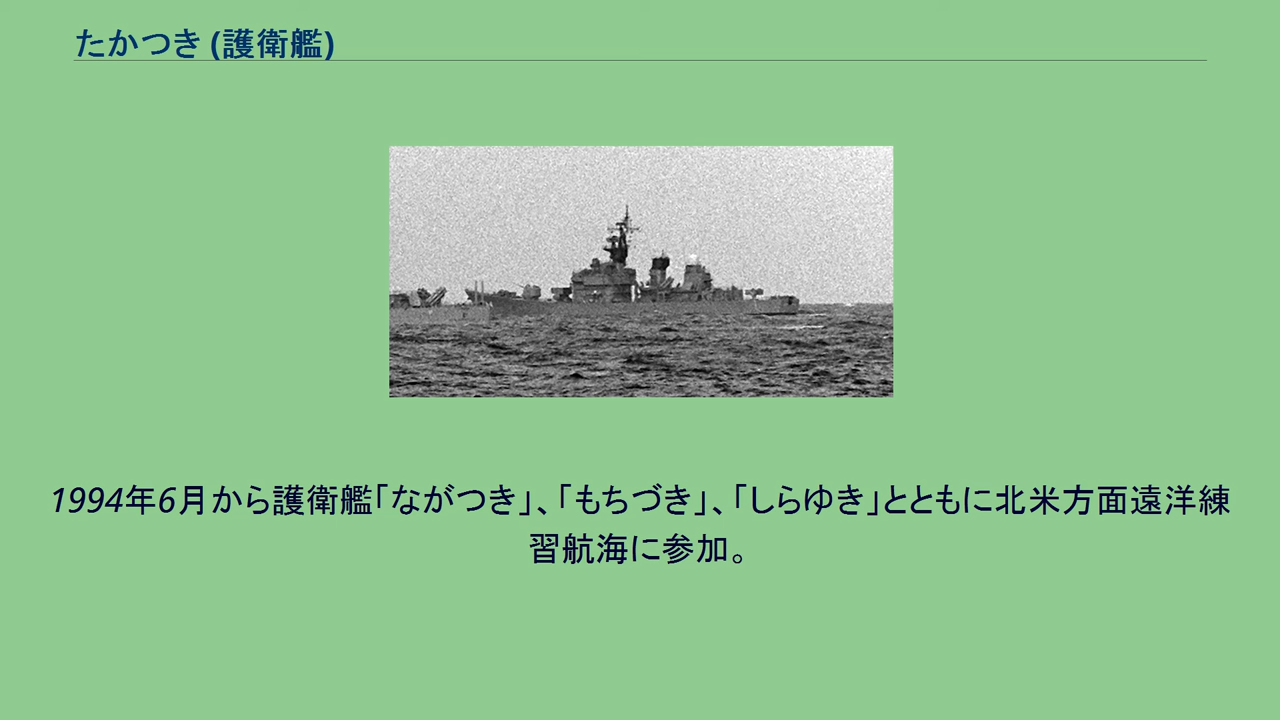 たかつき (護衛艦)
1994年6月から護衛艦｢ながつき｣､｢もちづき｣､｢しらゆき｣とともに北米方面遠洋練
習航海に参加｡